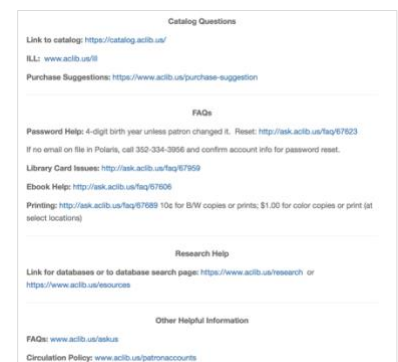 Catalog Questions
Link to catalog: https://catalog.aclib.us/
ILL: www.aclib.us/ill
Purchase Suggestions: https://www.aclib.us/purchase-suggestion
FAQs
Password Help: 4-digit birth year unless patron changed it. Reset: http://ask.aclib.us/faq/67623
If no email on file in Polaris, call 352-334-3956 and confirm account info for password reset.
Library Card Issues: http://ask.aclib.us/faq/67959
Ebook Help: http://ask.aclib.us/faq/67606
Printing: http://ask.aclib.us/faq/67689 10¢ for B/W copies or prints; $1.00 for color copies or print (at
select locations)
Research Help
Link for databases or to database search page: https://www.aclib.us/research or
https://www.aclib.us/esources
Other Helpful Information
FAQs: www.aclib.us/askus
Circulation Policy: www.aclib.us/patronaccounts